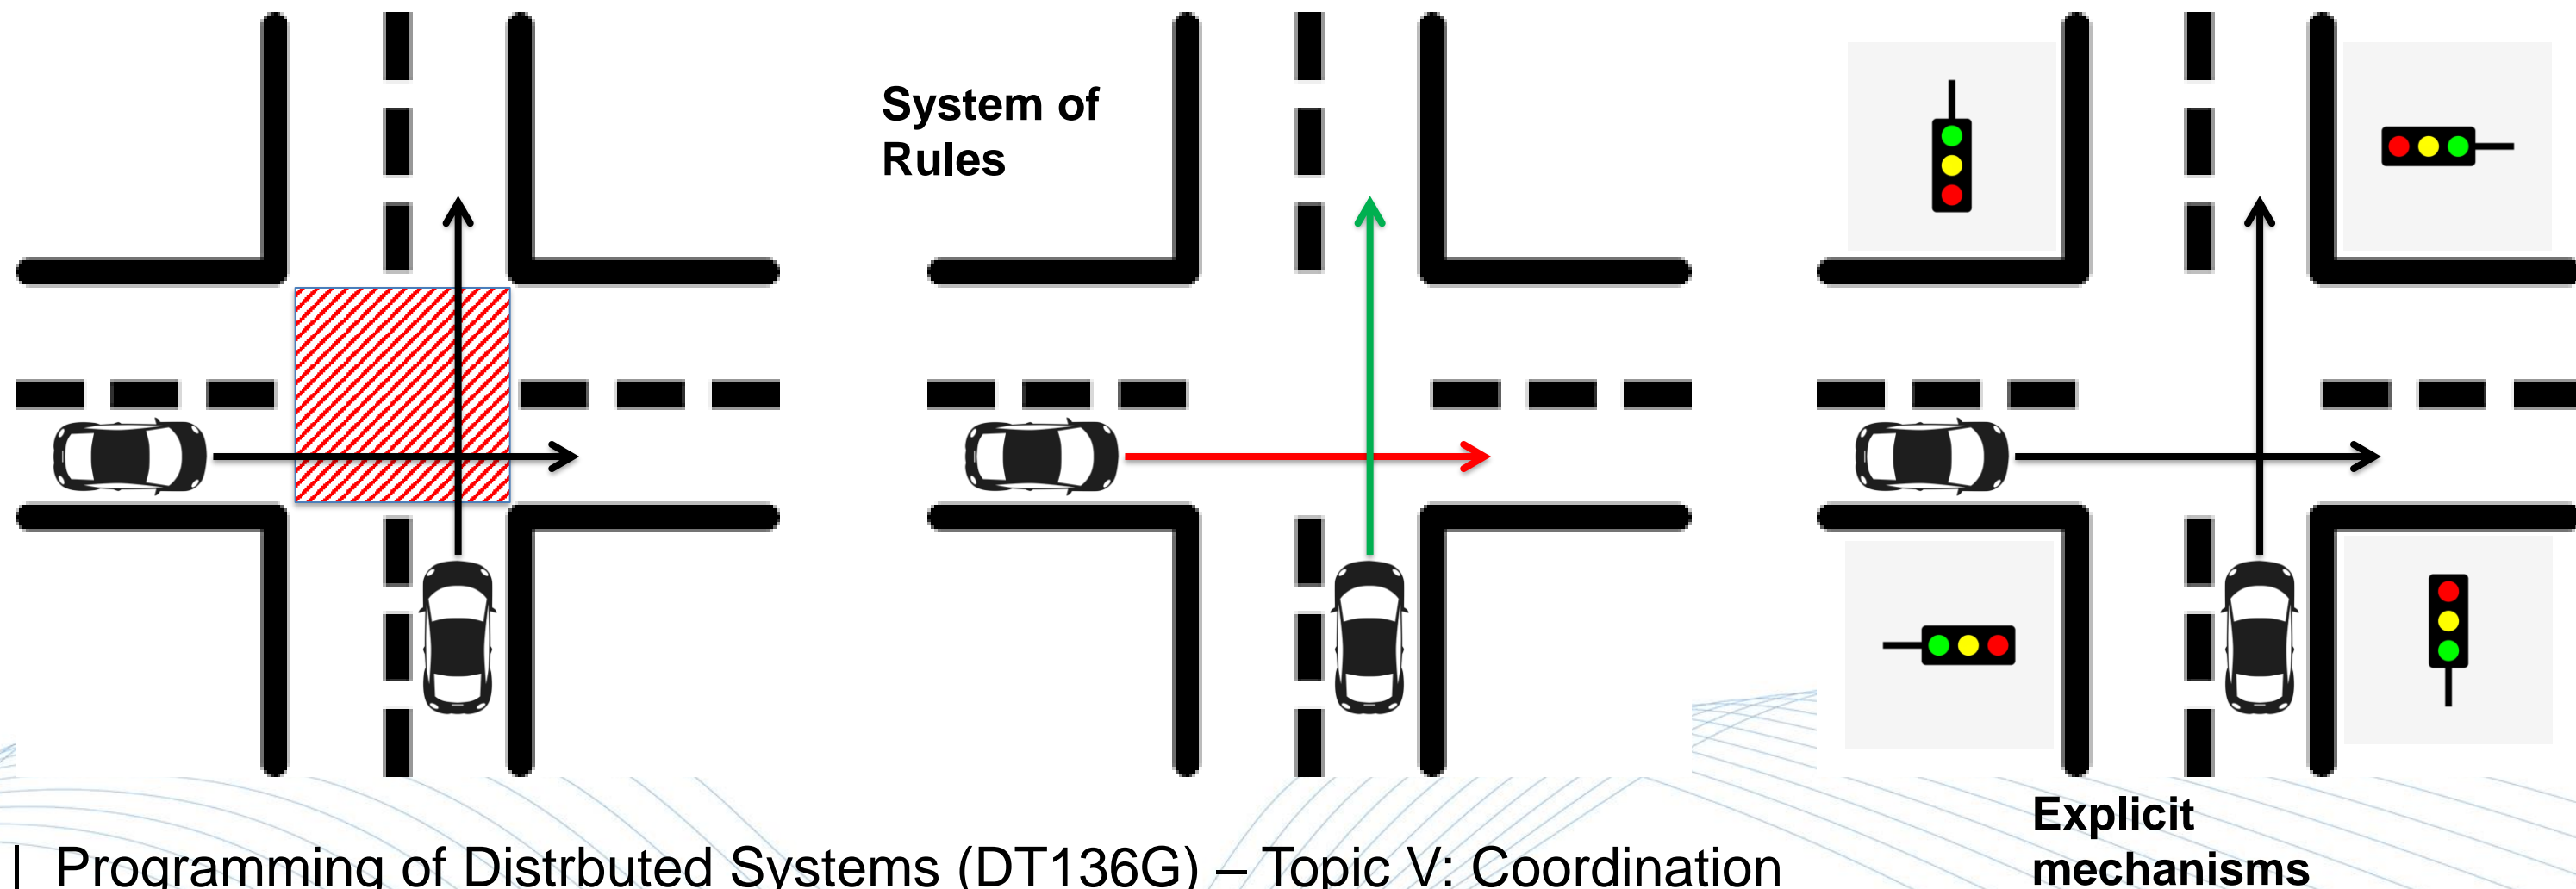 System of
Rules
Explicit
mechanisms
| Programming of Distrbuted Systems (DT136G) – Topic V: Coordination